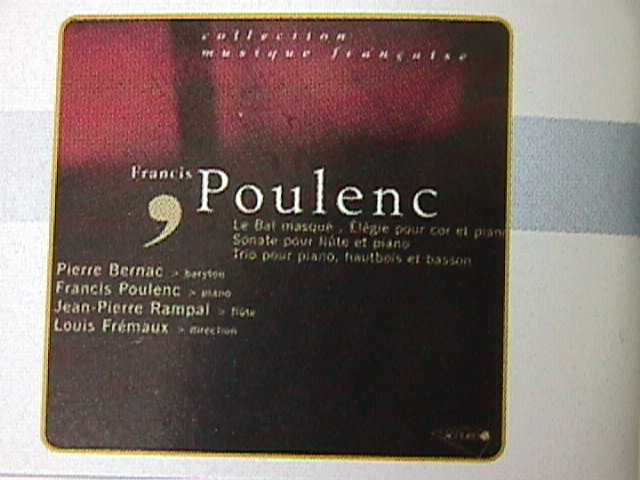 collection
musique française
Francis
Poulenc
Le Bal masqué . Élégie pour cor et piano
Sonate pour flûte et piano
Trio pour piano, hautbois et basson
Pierre Bernac > baryton
Francis Poulenc > piano
Jean-Pierre Rampal > flûte
Louis Frémaux > direction